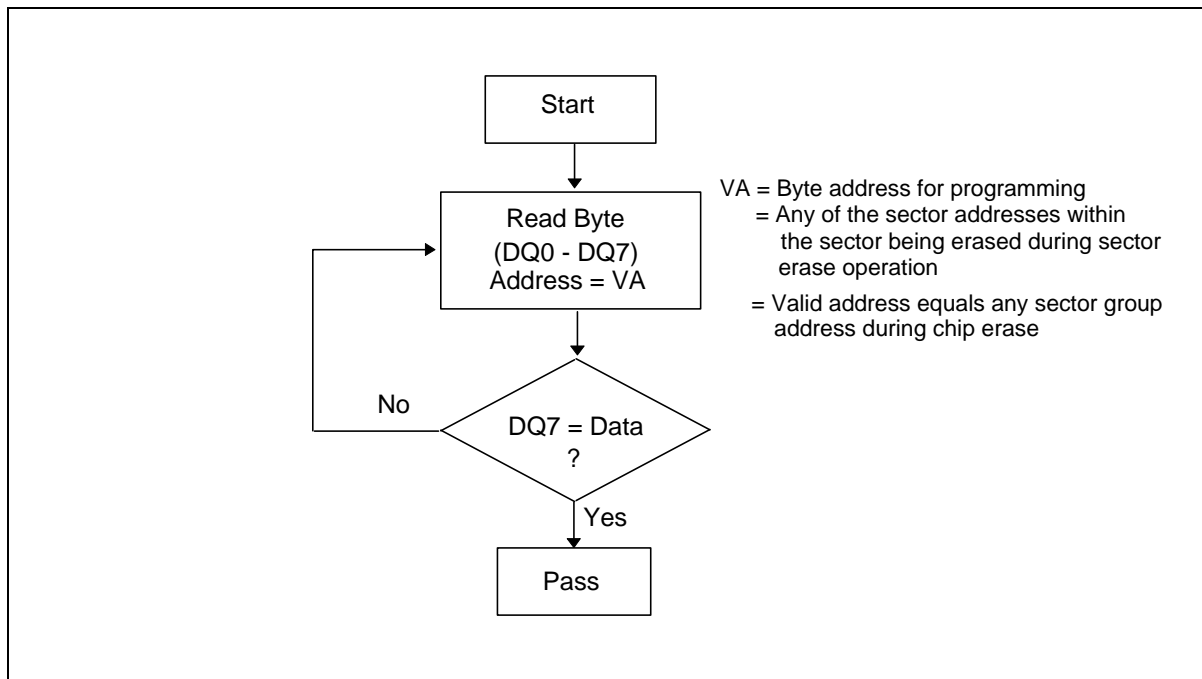 Start
Read Byte
(DQ0 - DQ7)
Address = VA
VA = Byte address for programming
= Any of the sector addresses within
the sector being erased during sector
erase operation
= Valid address equals any sector group
address during chip erase
No
DQ7 = Data
?
Yes
Pass